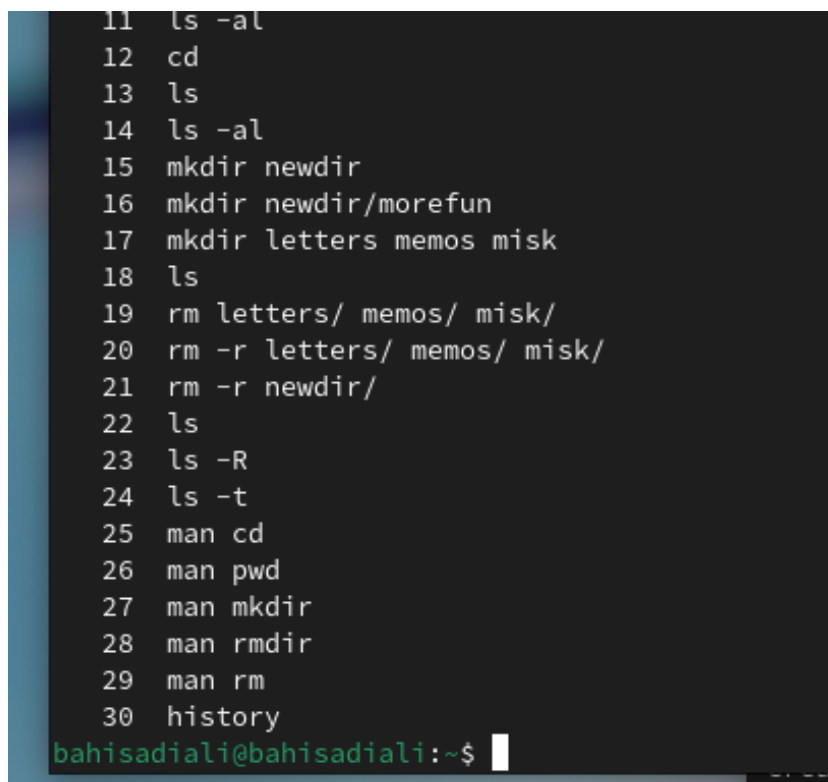 11 ls -al
12 cd
13 ls
14 ls -al
15 mkdir newdir
16 mkdir newdir/morefun
17 mkdir letters memos misk
18 ls
19 rm letters/ memos/ misk/
20 rm -r letters/ memos/ misk/
21 rm -r newdir/
22 ls
23 ls -R
24 ls -t
25 man cd
26 man pwd
27 man mkdir
28 man rmdir
29 man rm
30 history
bahisadiali@bahisadiali:~$